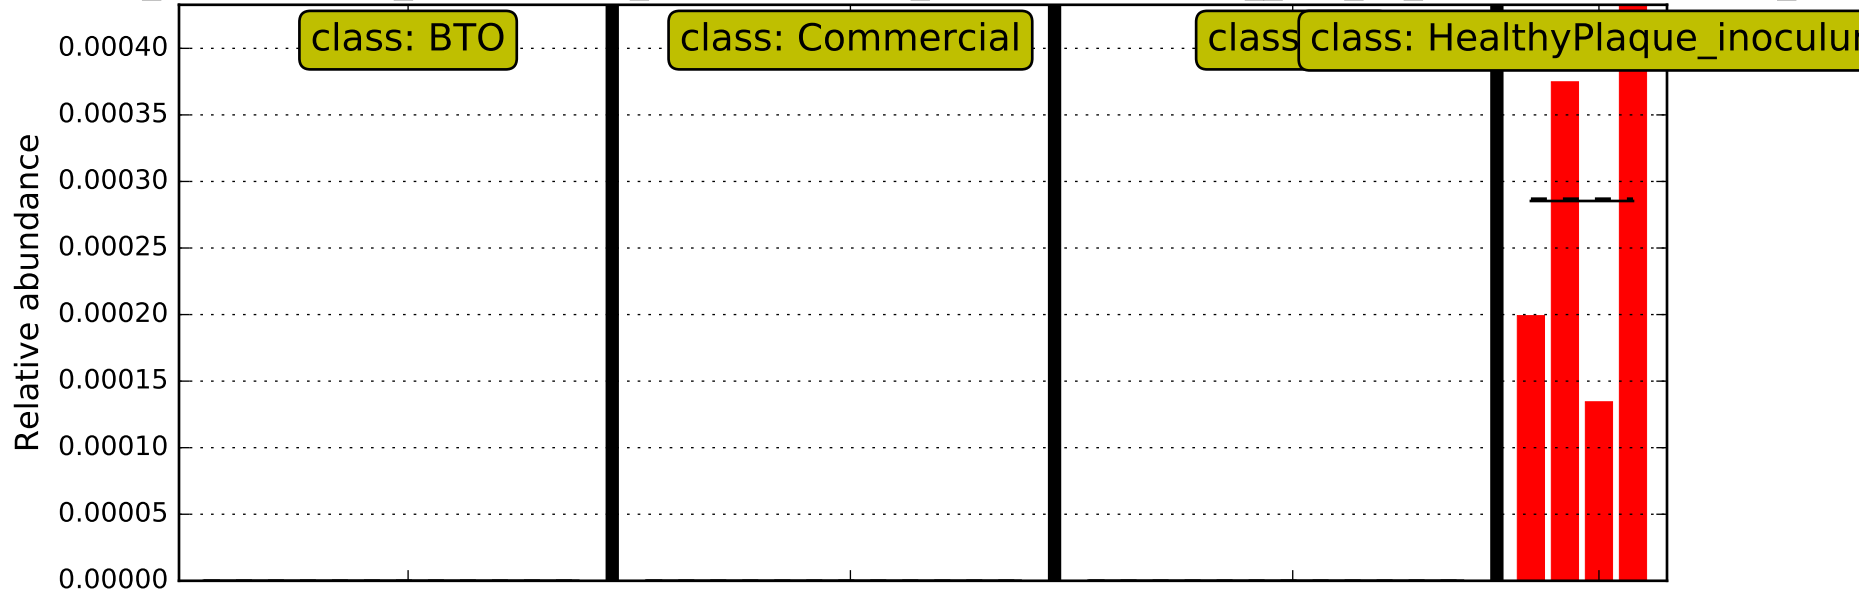 class: BTO
class: Commercial
class
class: HealthyPlaque_inoculu
Relative abundance
0.00040
0.00035
0.00030
0.00025
0.00020
0.00015
0.00010
0.00005
0.00000